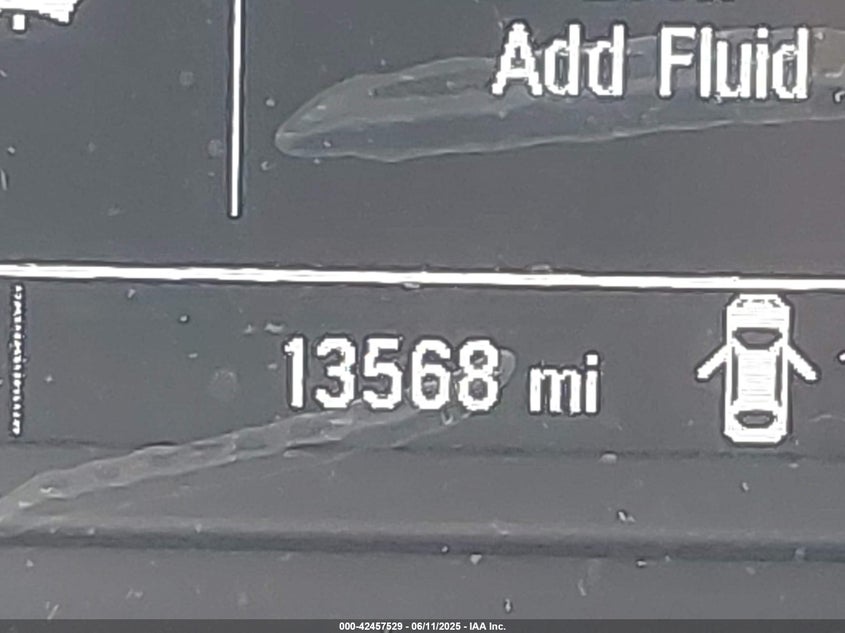 Add Fluid
13568 mi
000-42457529 - 06/11/2025 - IAA Inc.